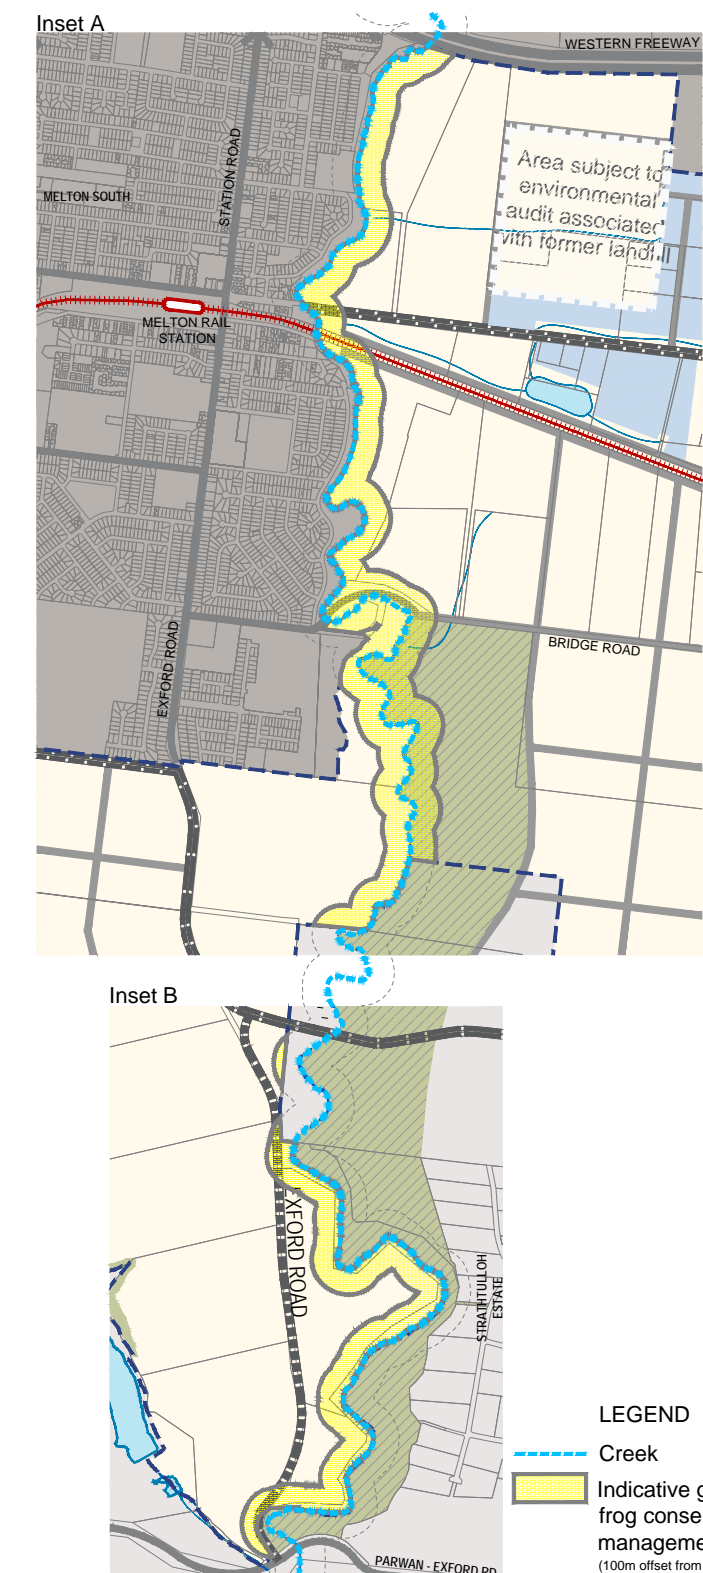 Inset A
WESTERN FREEWAY
STATION ROAD
Area subject to
environmental
audit associated
with former landfill
MELTON SOUTH
MELTON RAIL
STATION
EXFORD ROAD
BRIDGE ROAD
Inset B
EXFORD ROAD
STRATHTULLOH
ESTATE
PARWAN - EXFORD RD
LEGEND
Creek
Indicative
frog
(100m offset from